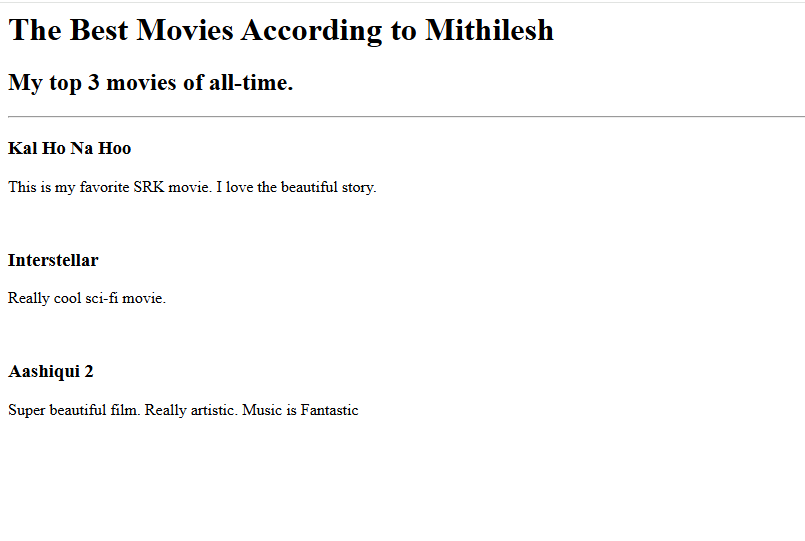 The Best Movies According to Mithilesh
My top 3 movies of all-time.
Kal Ho Na Hoo
This is my favorite SRK movie. I love the beautiful story.
Interstellar
Really cool sci-fi movie.
Aashiqui 2
Super beautiful film. Really artistic. Music is Fantastic